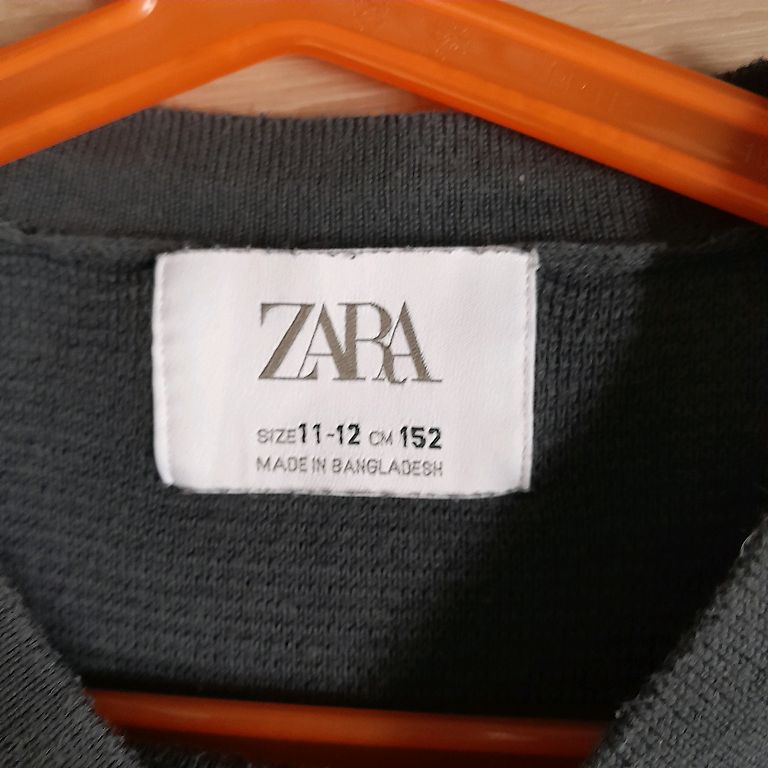 ZARA
SIZE 11-12 CM 152
MADE IN BANGLADESH